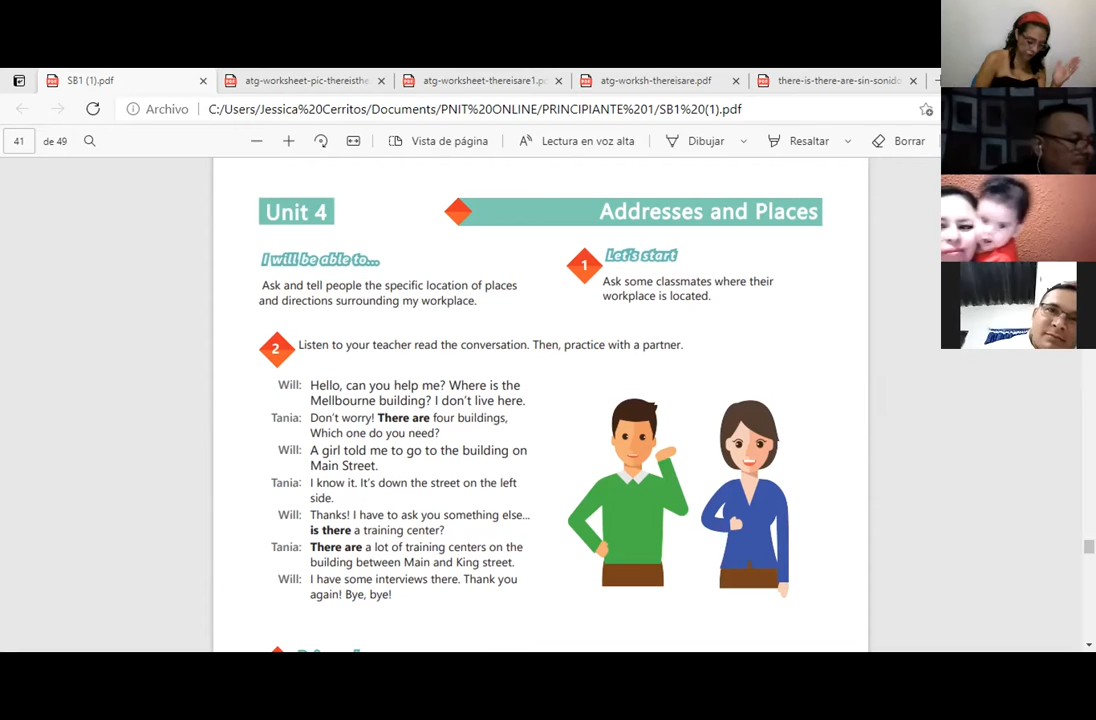 SB1 (1).pdf
atg-worksheet-pic-thereisthe
atg-worksheet-thereisare1.p
atg-worksh-thereisare.pdf
there-is-there-are-sin-sonido
Archivo
C:/Users/Jessica%20Cerritos/Documents/PNIT%20ONLINE/PRINCIPIANTE%201/SB1%20(1).pdf
41
de 49
Vista de página
Lectura en voz alta
Dibujar
Resaltar
Borrar
Unit 4
Addresses and Places
I will be able to...
Ask and tell people the specific location of places
and directions surrounding my workplace.
1
Let's start
Ask some classmates where their
workplace is located.
2
Listen to your teacher read the conversation. Then, practice with a partner.
Will: Hello, can you help me? Where is the
Mellbourne building? I don't live here.
Tania: Don't worry! There are four buildings,
Which one do you need?
Will: A girl told me to go to the building on
Main Street.
Tania: I know it. It's down the street on the left
side.
Will: Thanks! I have to ask you something else...
is there a training center?
Tania: There are a lot of training centers on the
building between Main and King street.
Will: I have some interviews there. Thank you
again! Bye, bye!